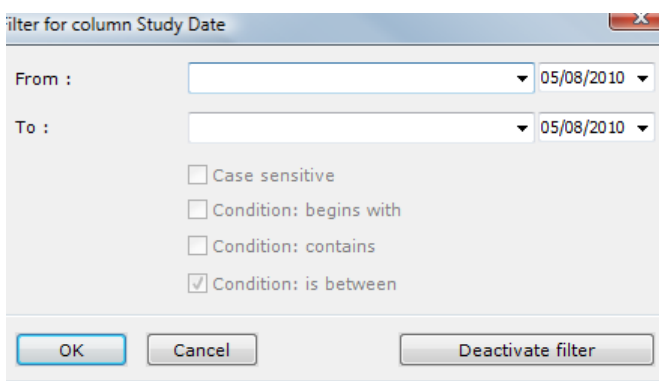 Filter for column Study Date
From :
05/08/2010
To :
05/08/2010
Case sensitive
Condition: begins with
Condition: contains
Condition: is between
OK Cancel Deactivate filter